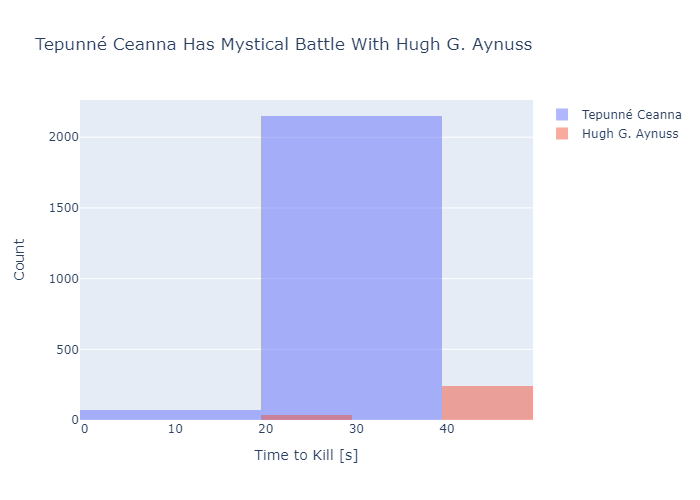 Tepunné Ceanna Has Mystical Battle With Hugh G. Aynuss
Tepunné Ceanna
Hugh G. Aynuss
2000
1500
1000
500
0
0 10 20 30 40
Count
Time to Kill [s]